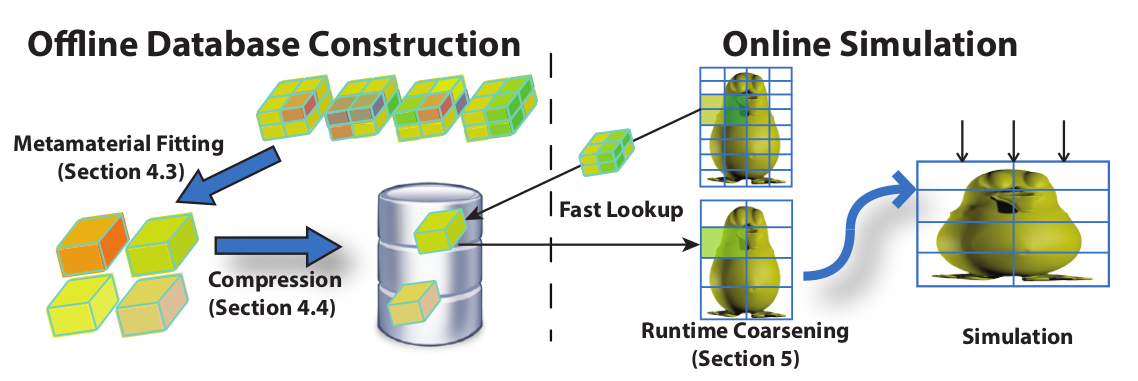 Offline Database Construction
Online Simulation
Metamaterial Fitting
(Section 4.3)
Compression
(Section 4.4)
Fast Lookup
Runtime Coarsening
(Section 5)
Simulation